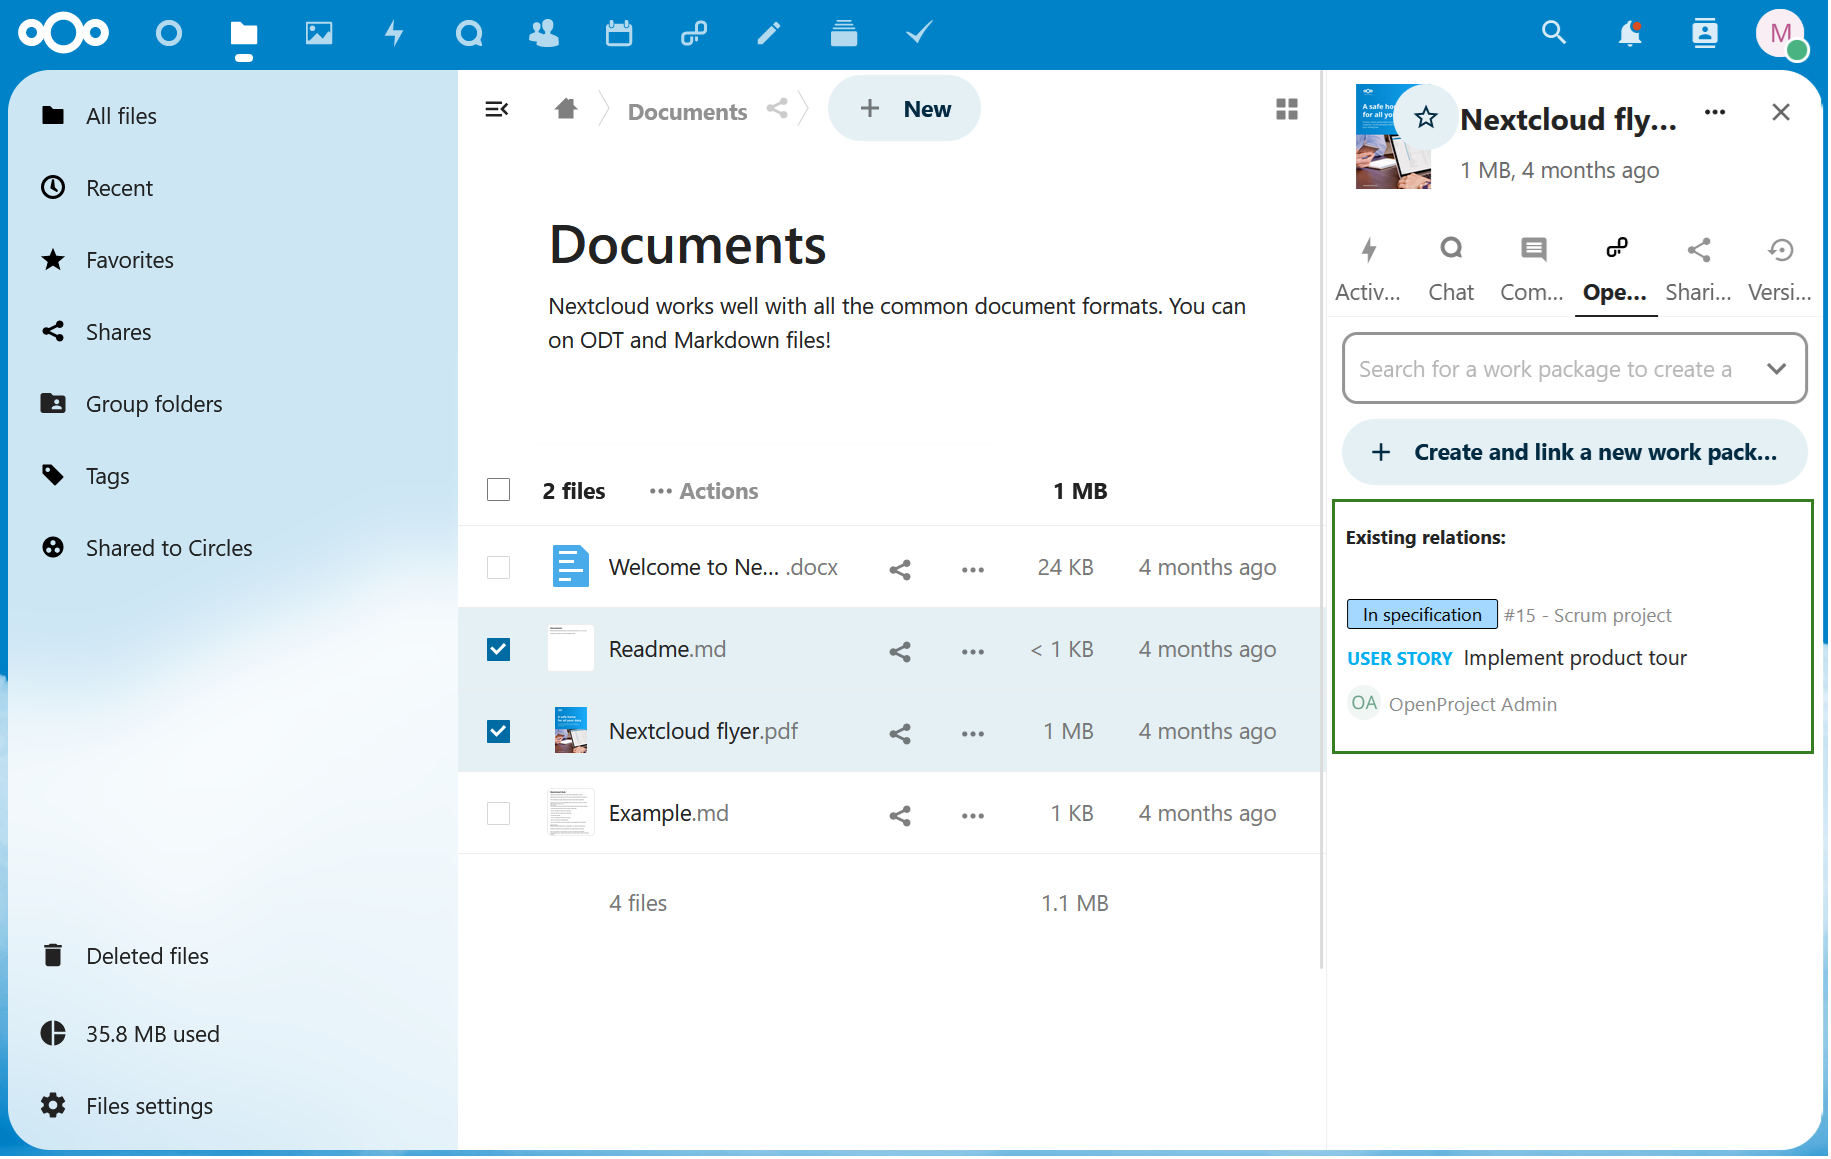 M
All files
Recent
Favorites
Shares
Group folders
Tags
Shared to Circles
Deleted files
35.8 MB used
Files settings
Documents
+ New
Documents
Nextcloud works well with all the common document formats. You can
on ODT and Markdown files!
2 files ··· Actions 1 MB
Welcome to Ne... .docx 24 KB 4 months ago
Readme.md < 1 KB 4 months ago
Nextcloud flyer.pdf 1 MB 4 months ago
Example.md 1 KB 4 months ago
4 files 1.1 MB
Nextcloud fly...
1 MB, 4 months ago
Activ... Chat Com... Ope... Shari... Versi...
Search for a work package to create a
+ Create and link a new work pack...
Existing relations:
In specification #15 - Scrum project
USER STORY Implement product tour
OA OpenProject Admin